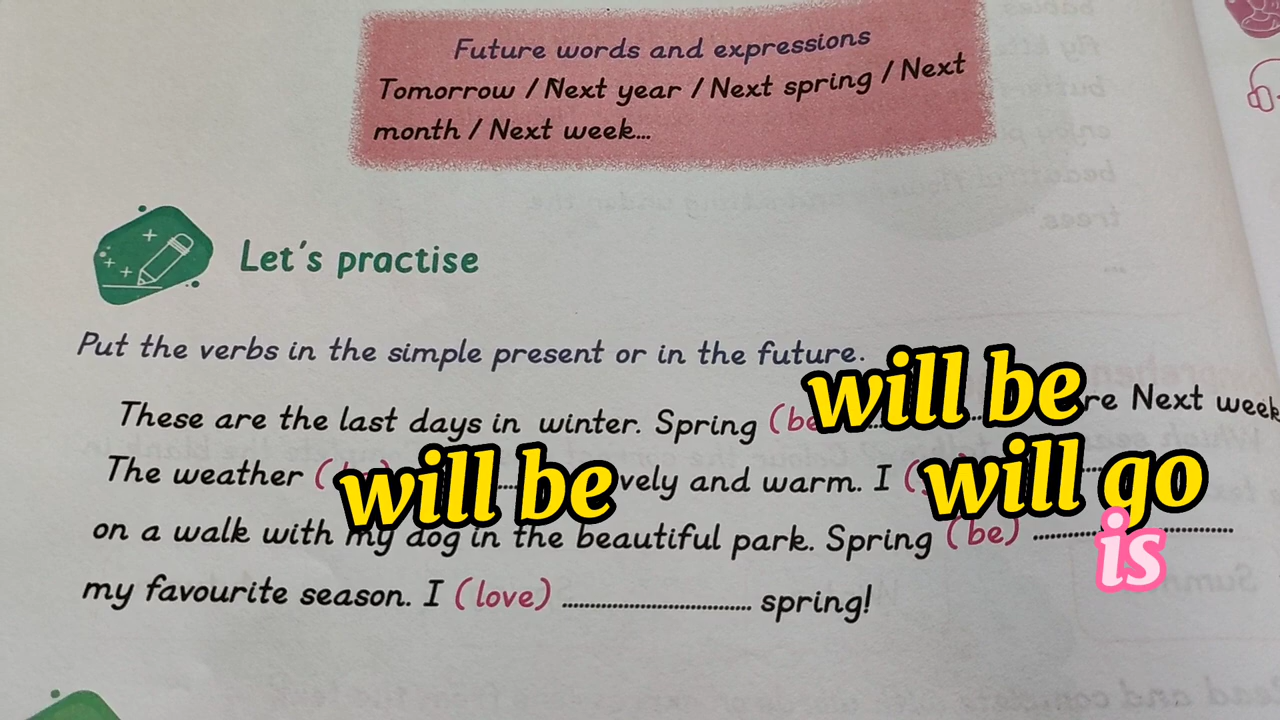 Future words and expressions
Tomorrow / Next year / Next spring / Next
month / Next week...
Let's practise
Put the verbs in the simple present or in the future.
These are the last days in winter. Spring (be will be re Next week
The weather ( will be vely and warm. I ( will go
on a walk with my dog in the beautiful park. Spring (be) ........ is
my favourite season. I (love) ........ spring!